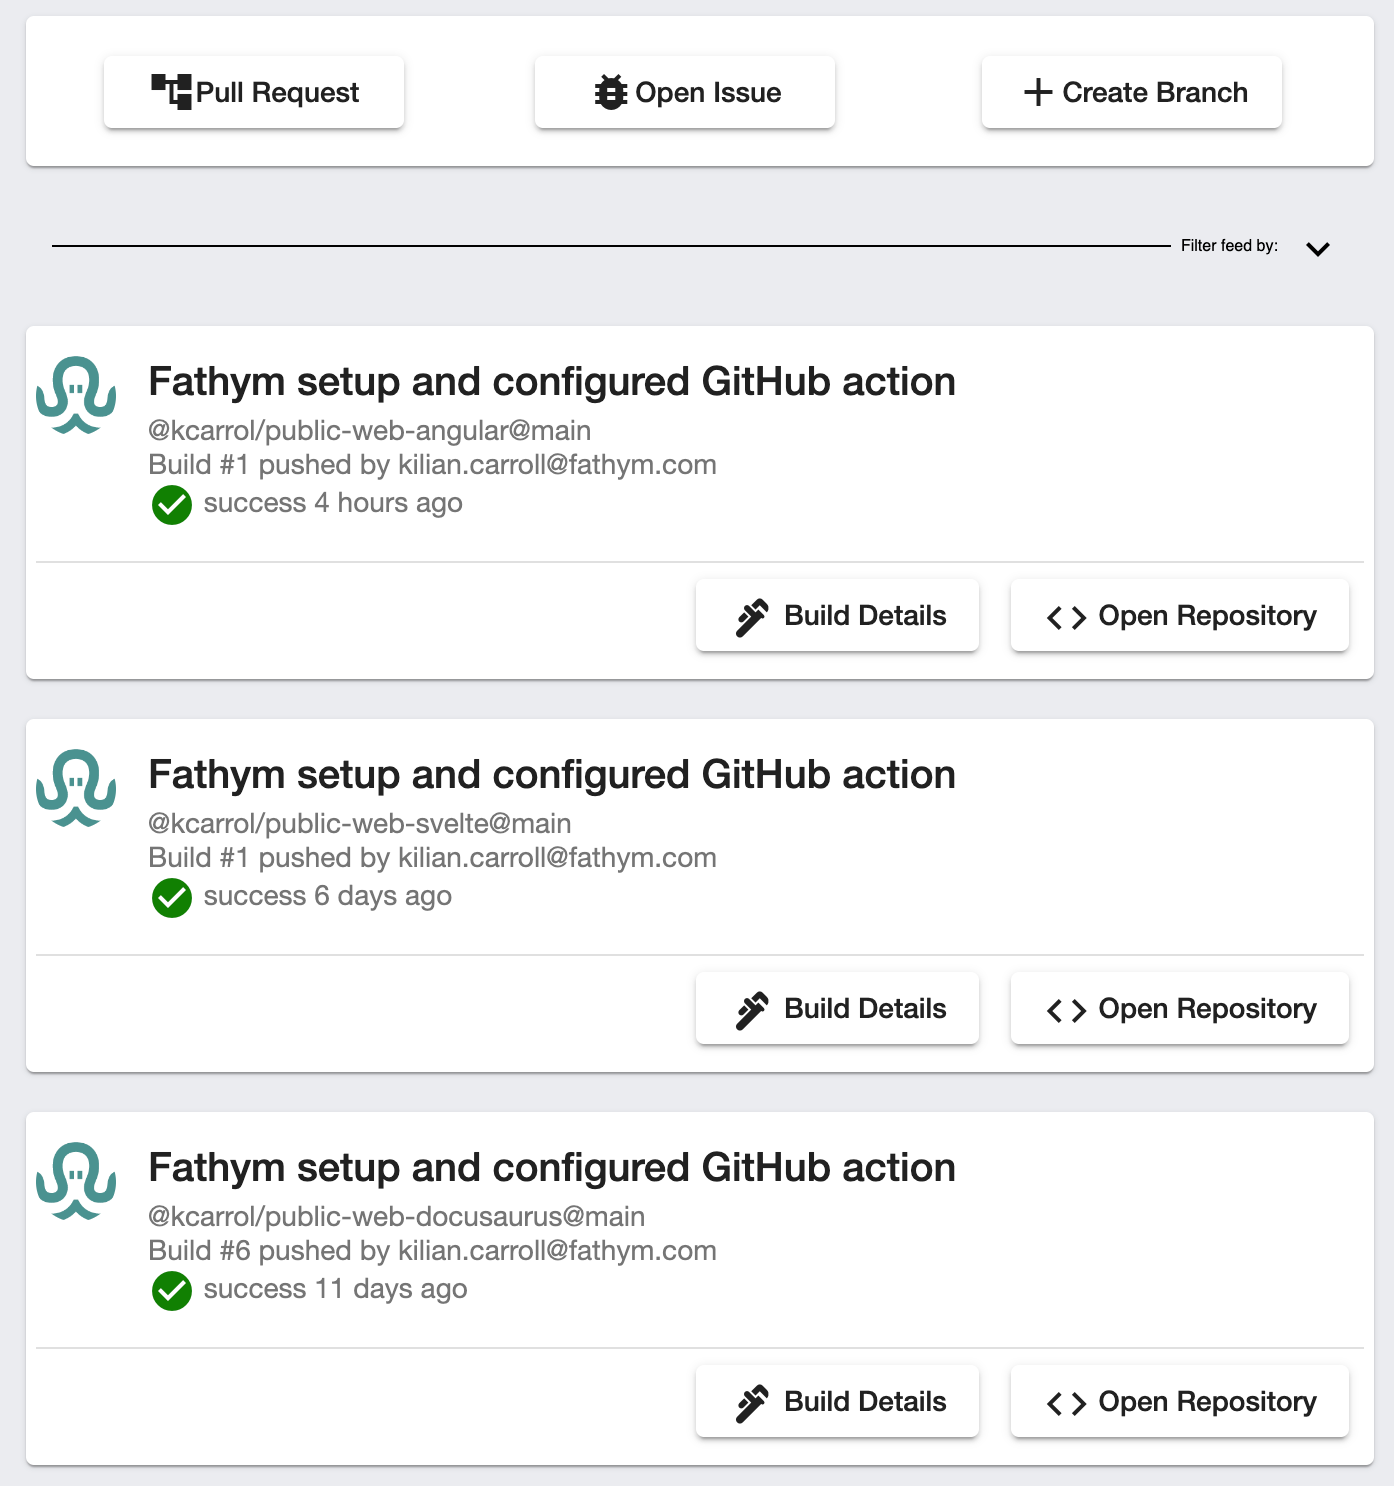 Pull Request
Open Issue
Create Branch
Filter feed by:
Fathym setup and configured GitHub action
@kcarrol/public-web-angular@main
Build #1 pushed by kilian.carroll@fathym.com
success 4 hours ago
Build Details
Open Repository
Fathym setup and configured GitHub action
@kcarrol/public-web-svelte@main
Build #1 pushed by kilian.carroll@fathym.com
success 6 days ago
Build Details
Open Repository
Fathym setup and configured GitHub action
@kcarrol/public-web-docusaurus@main
Build #6 pushed by kilian.carroll@fathym.com
success 11 days ago
Build Details
Open Repository